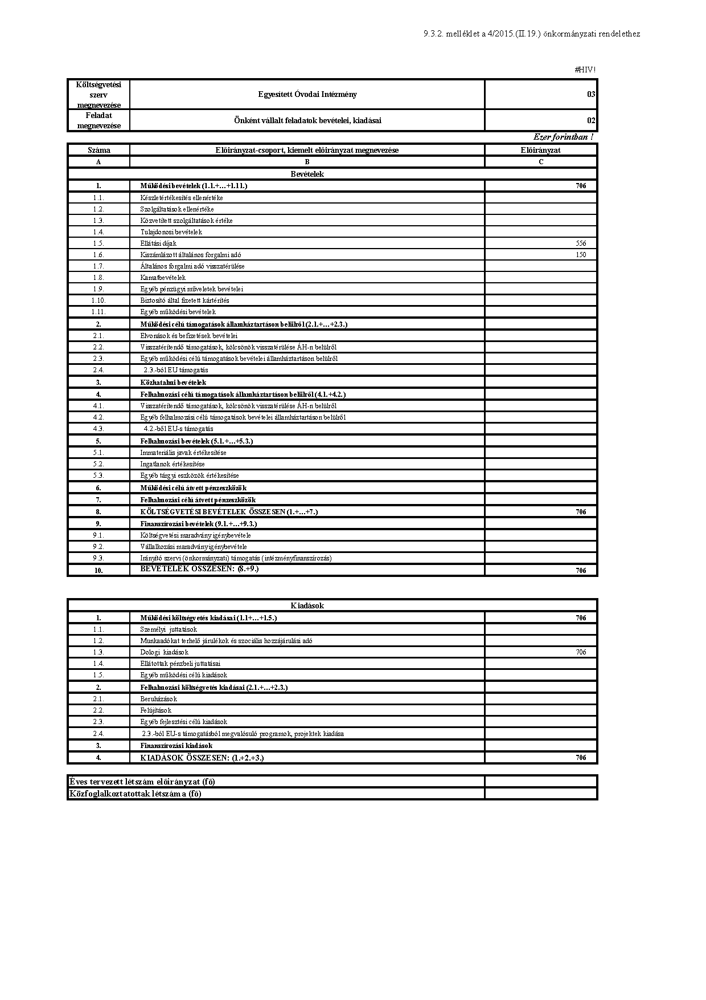 9.3.2. melléklet a 4/2015.(II.19.) önkormányzati rendelethez
#HIV!
Költségvetési szerv megnevezése Egyesített Óvodai Intézmény 03
Feladat megnevezése Önként vállalt feladatok bevételei, kiadásai 02
Ezer forintban !
Száma Előirányzat-csoport, kiemelt előirányzat megnevezése Előirányzat
A B C
Bevételek
1. Működési bevételek (1.1.+…+1.11.) 706
1.1. Készletértékesítés ellenértéke
1.2. Szolgáltatások ellenértéke
1.3. Közvetített szolgáltatások értéke
1.4. Tulajdonosi bevételek
1.5. Ellátási díjak 556
1.6. Kiszámlázott általános forgalmi adó 150
1.7. Általános forgalmi adó visszatérülése
1.8. Kamatbevételek
1.9. Egyéb pénzügyi műveletek bevételei
1.10. Biztosító által fizetett kártérítés
1.11. Egyéb működési bevételek
2. Működési célú támogatások államháztartáson belülről (2.1.+…+2.3.)
2.1. Elvonások és befizetések bevételei
2.2. Visszatérítendő támogatások, kölcsönök visszatérülése ÁH-n belülről
2.3. Egyéb működési célú támogatások bevételei államháztartáson belülről
2.4. 2.3.-ból EU támogatás
3. Közhatalmi bevételek
4. Felhalmozási célú támogatások államháztartáson belülről (4.1.+4.2.)
4.1. Visszatérítendő támogatások, kölcsönök visszatérülése ÁH-n belülről
4.2. Egyéb felhalmozási célú támogatások bevételei államháztartáson belülről
4.3. 4.2.-ből EU-s támogatás
5. Felhalmozási bevételek (5.1.+…+5.3.)
5.1. Immateriális javak értékesítése
5.2. Ingatlanok értékesítése
5.3. Egyéb tárgyi eszközök értékesítése
6. Működési célú átvett pénzeszközök
7. Felhalmozási célú átvett pénzeszközök
8. KÖLTSÉGVETÉSI BEVÉTELEK ÖSSZESEN (1.+…+7.) 706
9. Finanszírozási bevételek (9.1.+…+9.3.)
9.1. Költségvetési maradvány igénybevétele
9.2. Vállalkozási maradvány igénybevétele
9.3. Irányító szervi (önkormányzati) támogatás (intézményfinanszírozás)
10. BEVÉTELEK ÖSSZESEN: (8.+9.) 706
Kiadások
1. Működési költségvetés kiadásai (1.1+…+1.5.) 706
1.1. Személyi juttatások
1.2. Munkaadókat terhelő járulékok és szociális hozzájárulási adó
1.3. Dologi kiadások 706
1.4. Ellátottak pénzbeli juttatásai
1.5. Egyéb működési célú kiadások
2. Felhalmozási költségvetés kiadásai (2.1.+…+2.3.)
2.1. Beruházások
2.2. Felújítások
2.3. Egyéb fejlesztési célú kiadások
2.4. 2.3.-ból EU-s támogatásból megvalósuló programok, projektek kiadása
3. Finanszírozási kiadások
4. KIADÁSOK ÖSSZESEN: (1.+2.+3.) 706
Éves tervezett létszám előirányzat (fő)
Közfoglalkoztatottak létszáma (fő)